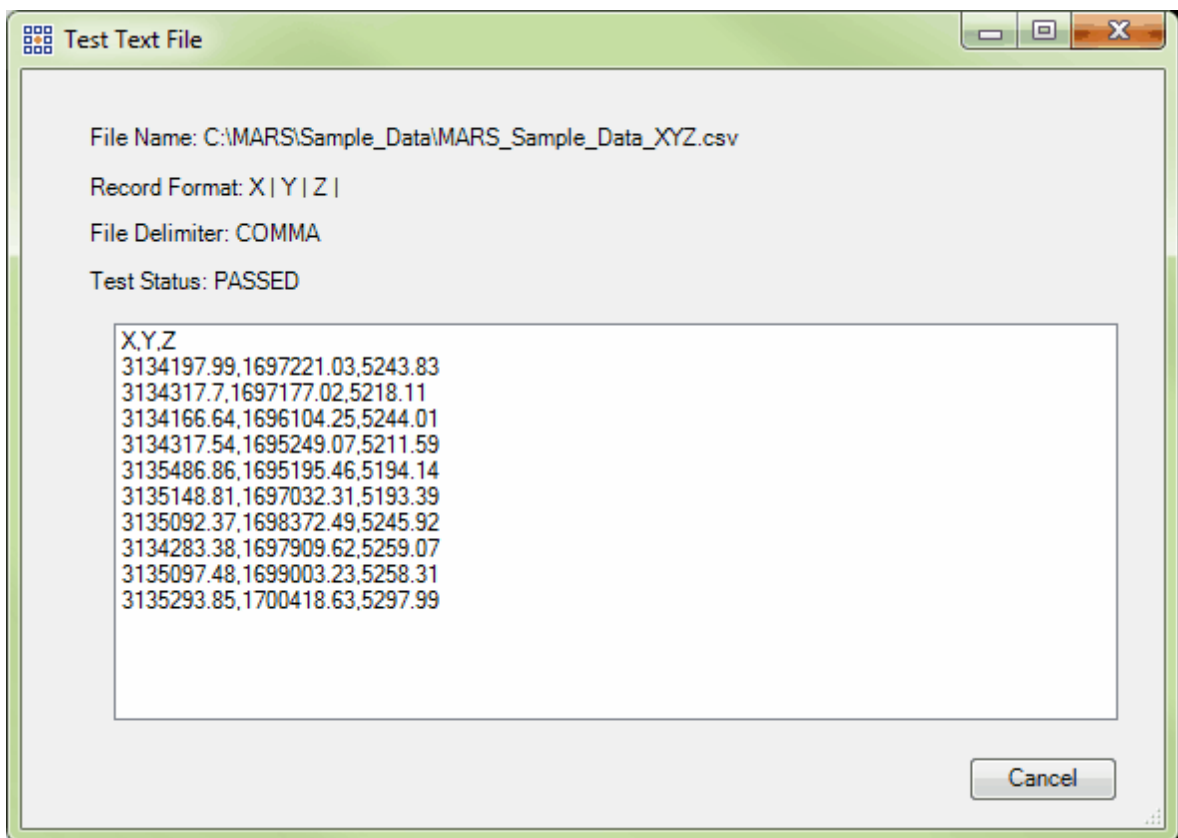 Test Text File
File Name: C:\MARS\Sample_Data\MARS_Sample_Data_XYZ.csv
Record Format: X | Y | Z |
File Delimiter: COMMA
Test Status: PASSED
X,Y,Z
3134197.99,1697221.03,5243.83
3134317.7,1697177.02,5218.11
3134166.64,1696104.25,5244.01
3134317.54,1695249.07,5211.59
3135486.86,1695195.46,5194.14
3135148.81,1697032.31,5193.39
3135092.37,1698372.49,5245.92
3134283.38,1697909.62,5259.07
3135097.48,1699003.23,5258.31
3135293.85,1700418.63,5297.99
Cancel